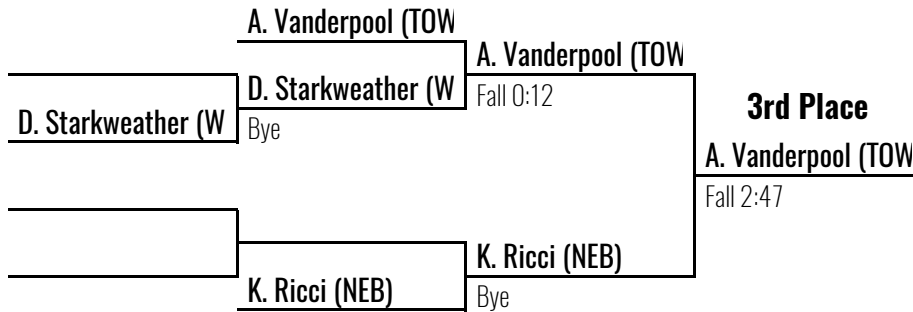 A. Vanderpool (TOW
A. Vanderpool (TOW
D. Starkweather (W
Fall 0:12
3rd Place
D. Starkweather (W
Bye
A. Vanderpool (TOW
Fall 2:47
K. Ricci (NEB)
K. Ricci (NEB)
Bye